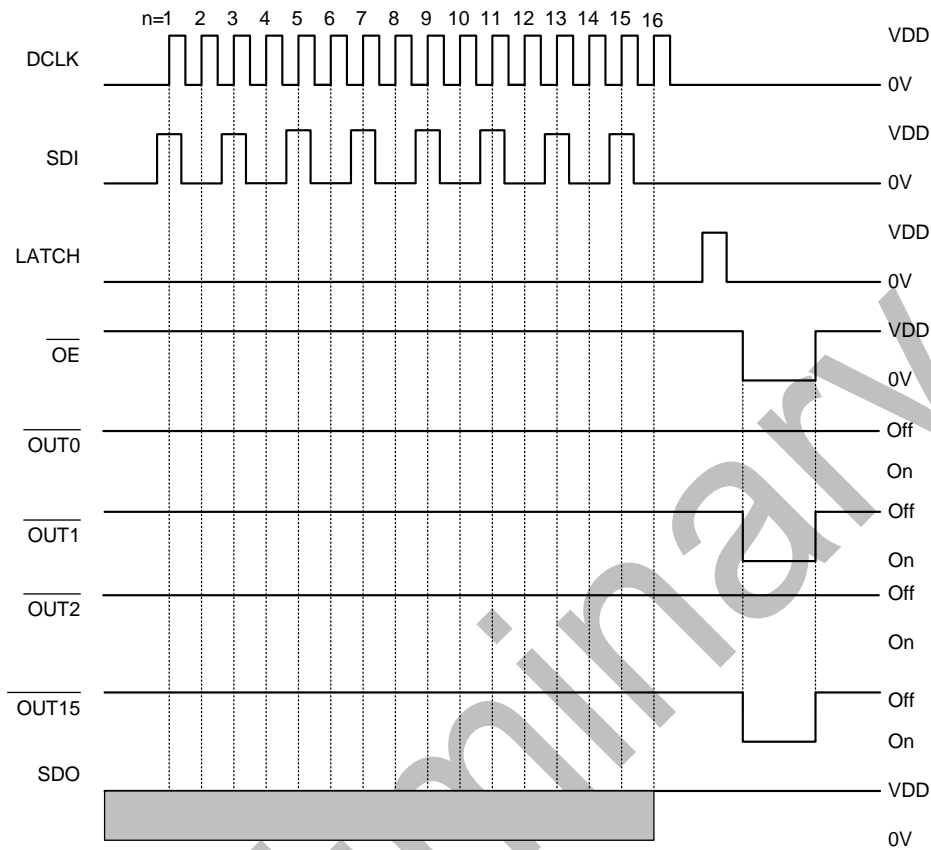 n=1 2 3 4 5 6 7 8 9 10 11 12 13 14 15 16
DCLK VDD
0V
SDI VDD
0V
LATCH VDD
0V
OE VDD
0V
OUT0 Off
On
OUT1 Off
On
OUT2 Off
On
OUT15 Off
On
SDO VDD
0V
iminary